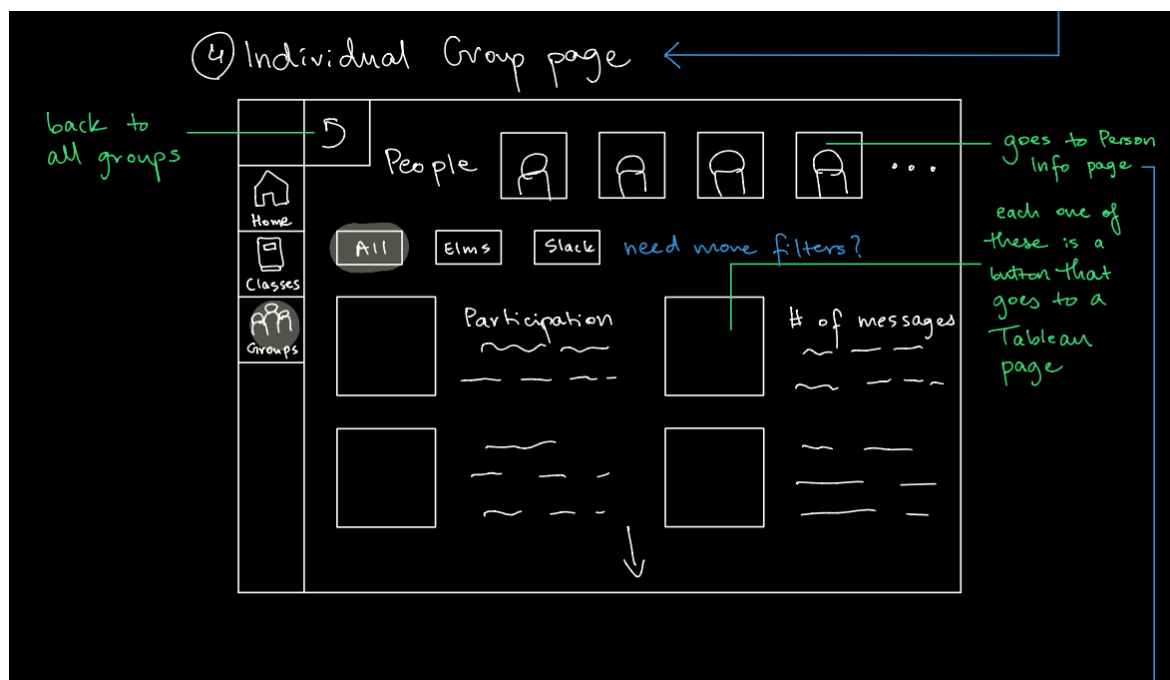 ④ Individual Group page
back to
all groups
People
...
goes to Person
Info page
Home
All
Elms
Slack
need more filters?
each one of
these is a
button that
goes to a
Tableau
page
Classes
Groups
Participation
# of messages